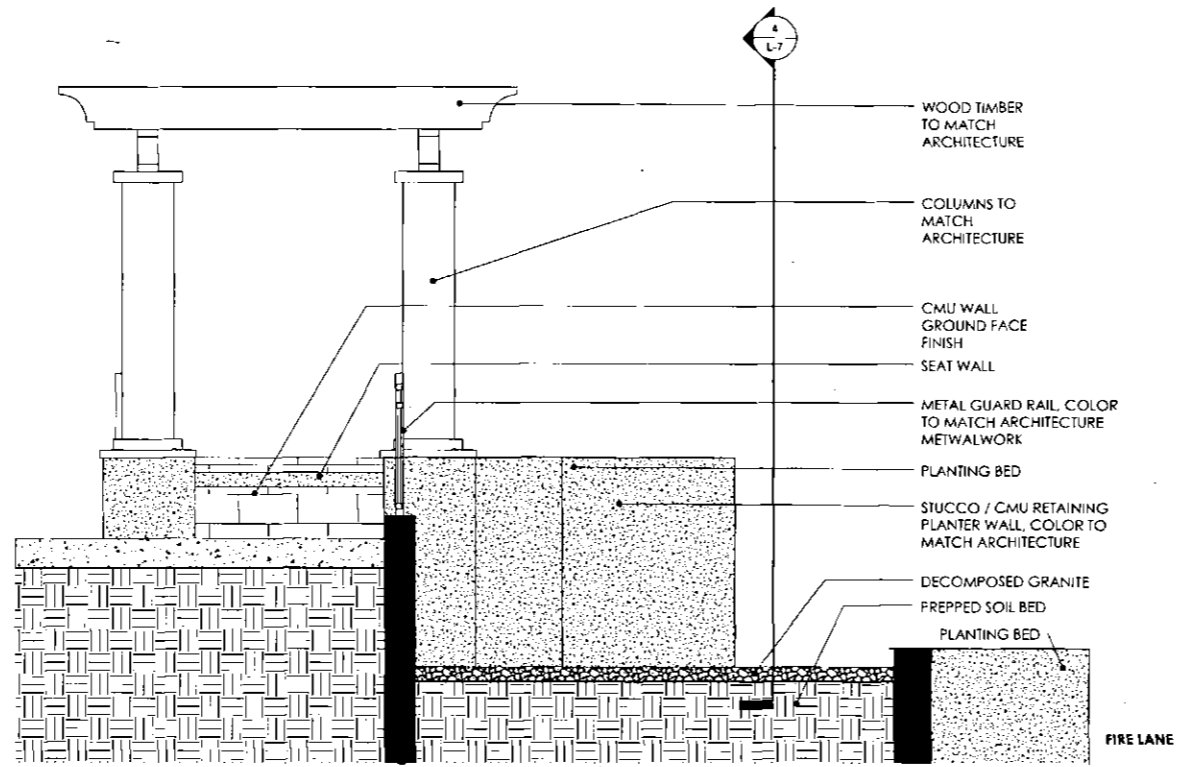 4
L-7
WOOD TIMBER
TO MATCH
ARCHITECTURE
COLUMNS TO
MATCH
ARCHITECTURE
CMU WALL
GROUND FACE
FINISH
SEAT WALL
METAL GUARD RAIL, COLOR
TO MATCH ARCHITECTURE
METWALWORK
PLANTING BED
STUCCO / CMU RETAINING
PLANTER WALL, COLOR TO
MATCH ARCHITECTURE
DECOMPOSED GRANITE
PREPPED SOIL BED
PLANTING BED
FIRE LANE